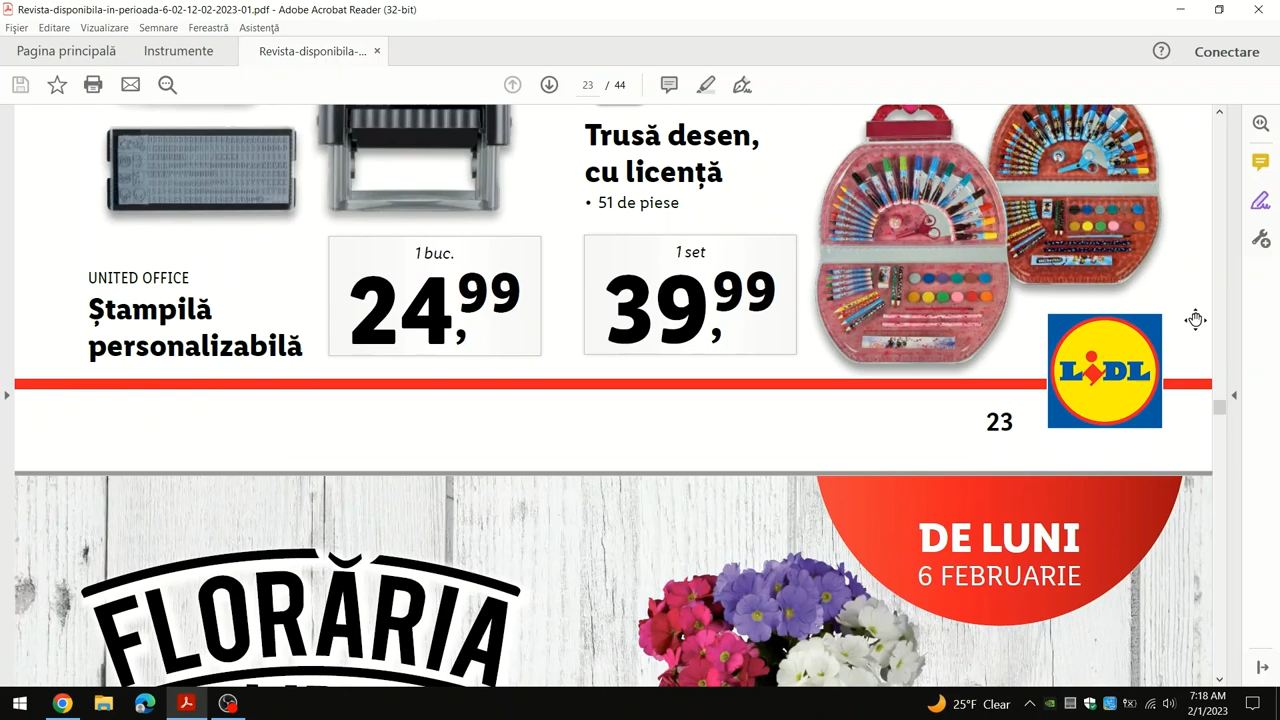 Revista-disponibila-in-perioada-6-02-12-02-2023-01.pdf - Adobe Acrobat Reader (32-bit)
Fișier Editare Vizualizare Semnare Fereastră Asistență
Pagina principală Instrumente Revista-disponibila-... × Conectare
23 / 44
Trusă desen,
cu licență
• 51 de piese
1 buc.
24,99
1 set
39,99
UNITED OFFICE
Ștampilă
personalizabilă
LIDL
23
DE LUNI
6 FEBRUARIE
FLORĂRIA
25°F Clear
7:18 AM
2/1/2023